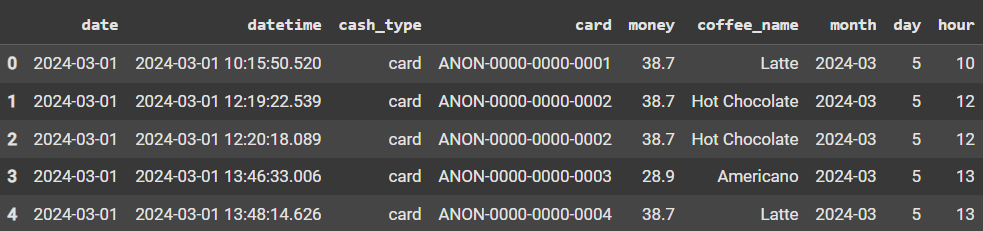 date datetime cash_type card money coffee_name month day hour
0 2024-03-01 2024-03-01 10:15:50.520 card ANON-0000-0000-0001 38.7 Latte 2024-03 5 10
1 2024-03-01 2024-03-01 12:19:22.539 card ANON-0000-0000-0002 38.7 Hot Chocolate 2024-03 5 12
2 2024-03-01 2024-03-01 12:20:18.089 card ANON-0000-0000-0002 38.7 Hot Chocolate 2024-03 5 12
3 2024-03-01 2024-03-01 13:46:33.006 card ANON-0000-0000-0003 28.9 Americano 2024-03 5 13
4 2024-03-01 2024-03-01 13:48:14.626 card ANON-0000-0000-0004 38.7 Latte 2024-03 5 13